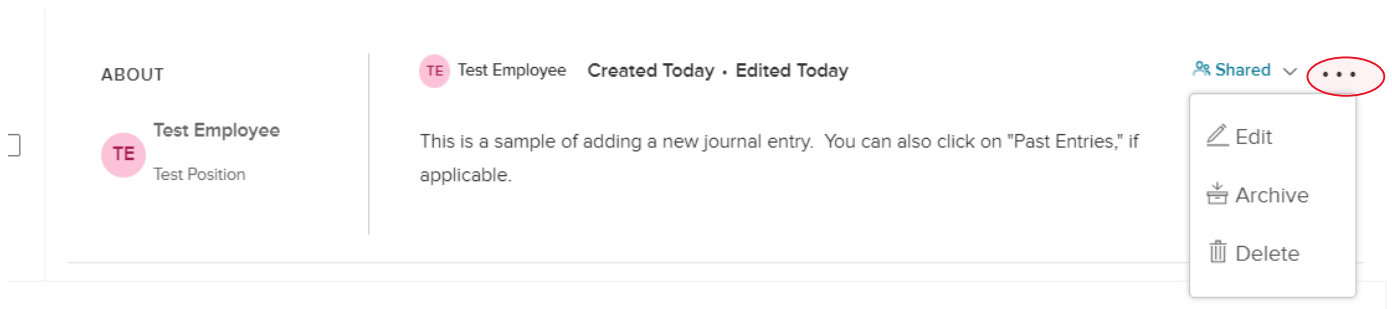 ABOUT
TE
Test Employee
Test Position
TE Test Employee Created Today • Edited Today
Shared
This is a sample of adding a new journal entry.  You can also click on "Past Entries," if
applicable.
Edit
Archive
Delete